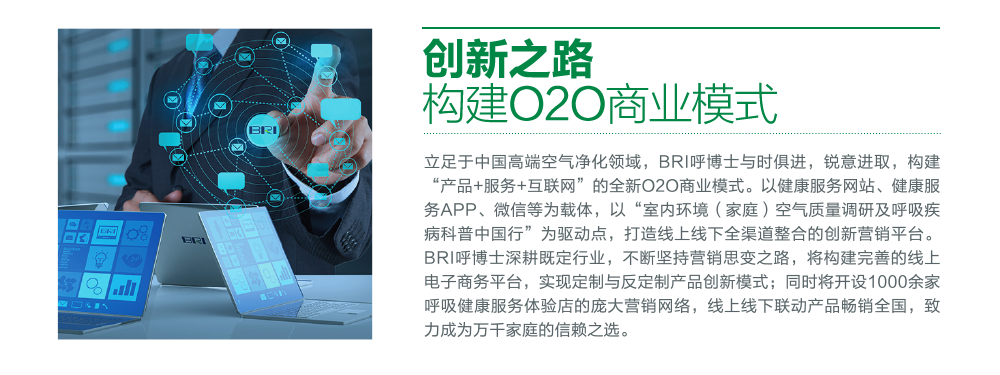 创新之路
构建O2O商业模式
立足于中国高端空气净化领域，BRI呼博士与时俱进，锐意进取，构建
“产品+服务+互联网”的全新O2O商业模式。以健康服务网站、健康服
务APP、微信等为载体，以“室内环境（家庭）空气质量调研及呼吸疾
病科普中国行”为驱动点，打造线上线下全渠道整合的创新营销平台。
BRI呼博士深耕既定行业，不断坚持营销思变之路，将构建完善的线上
电子商务平台，实现定制与反定制产品创新模式；同时将开设1000余家
呼吸健康服务体验店的庞大营销网络，线上线下联动产品畅销全国，致
力成为万千家庭的信赖之选。
BRI
BRI
BRI